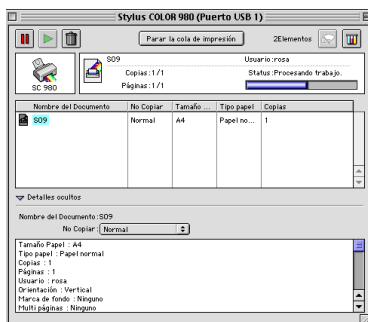 Stylus COLOR 980 (Puerto USB 1)
Parar la cola de impresión
2Elementos
SC 980
S09
Usuario:rosa
Copias:1/1
Status:Procesando trabajo.
Páginas:1/1
Nombre del Documento No Copiar Tamaño ... Tipo papel Copias
S09 Normal A4 Papel no... 1
Detalles ocultos
Nombre del Documento:S09
No Copiar: Normal
Tamaño Papel : A4
Tipo papel : Papel normal
Copias : 1
Páginas : 1
Usuario : rosa
Orientación : Vertical
Marca de fondo : Ninguno
Multi páginas : Ninguno